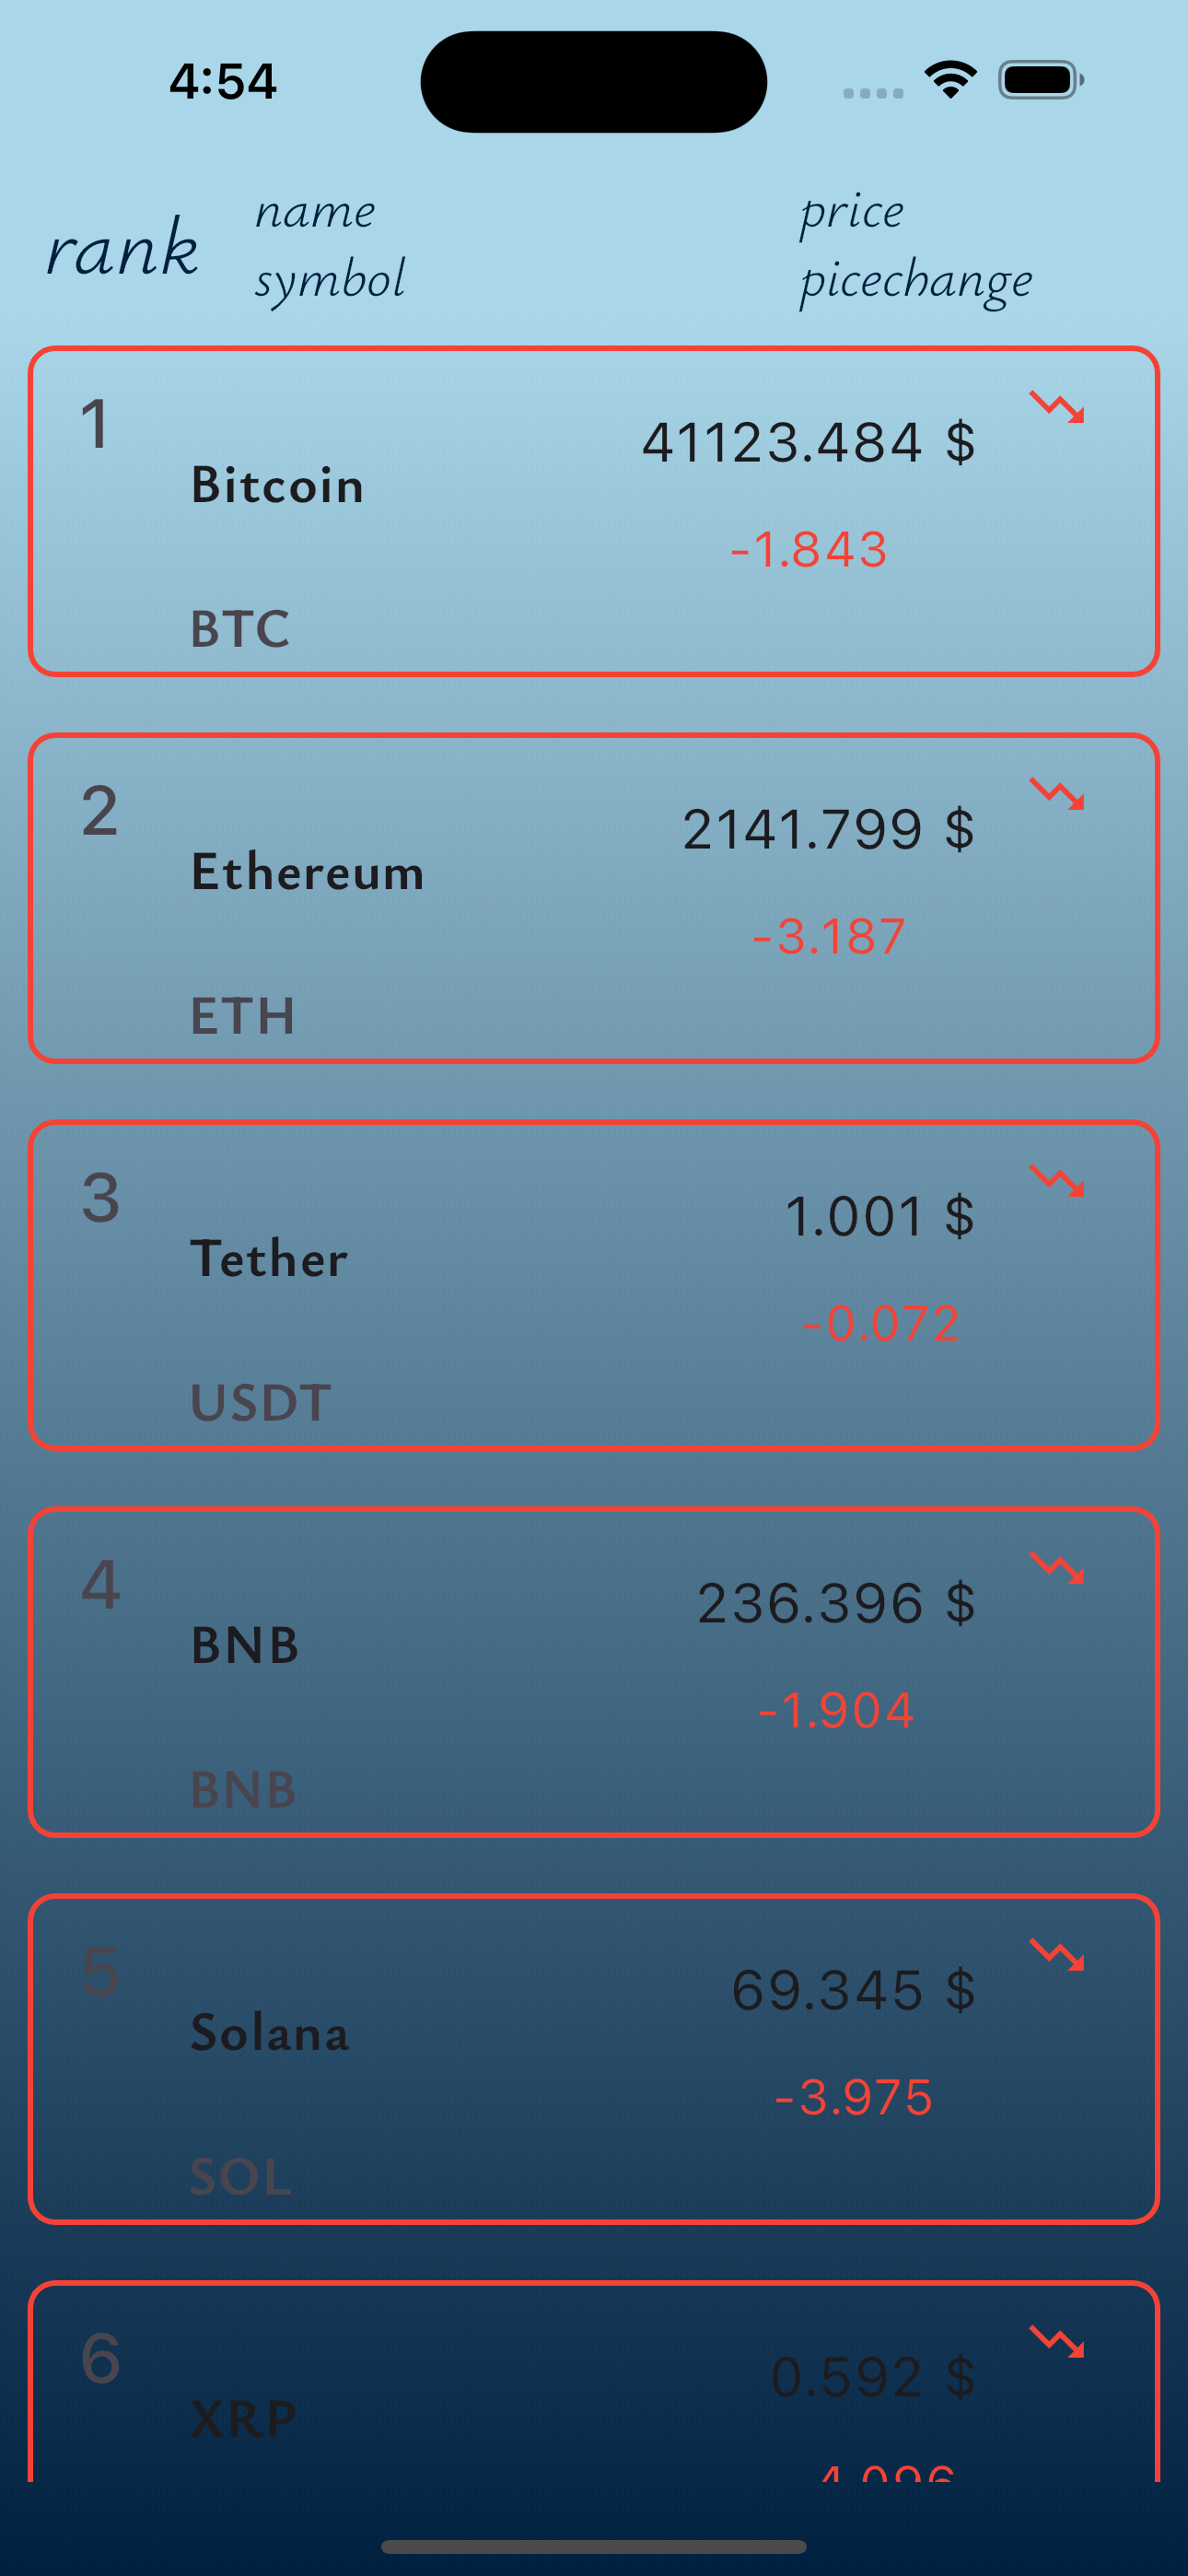 4:54
rank
name
symbol
price
picechange
1
Bitcoin
BTC
41123.484 $
-1.843
2
Ethereum
ETH
2141.799 $
-3.187
3
Tether
USDT
1.001 $
-0.072
4
BNB
BNB
236.396 $
-1.904
5
Solana
SOL
69.345 $
-3.975
6
XRP
0.592 $